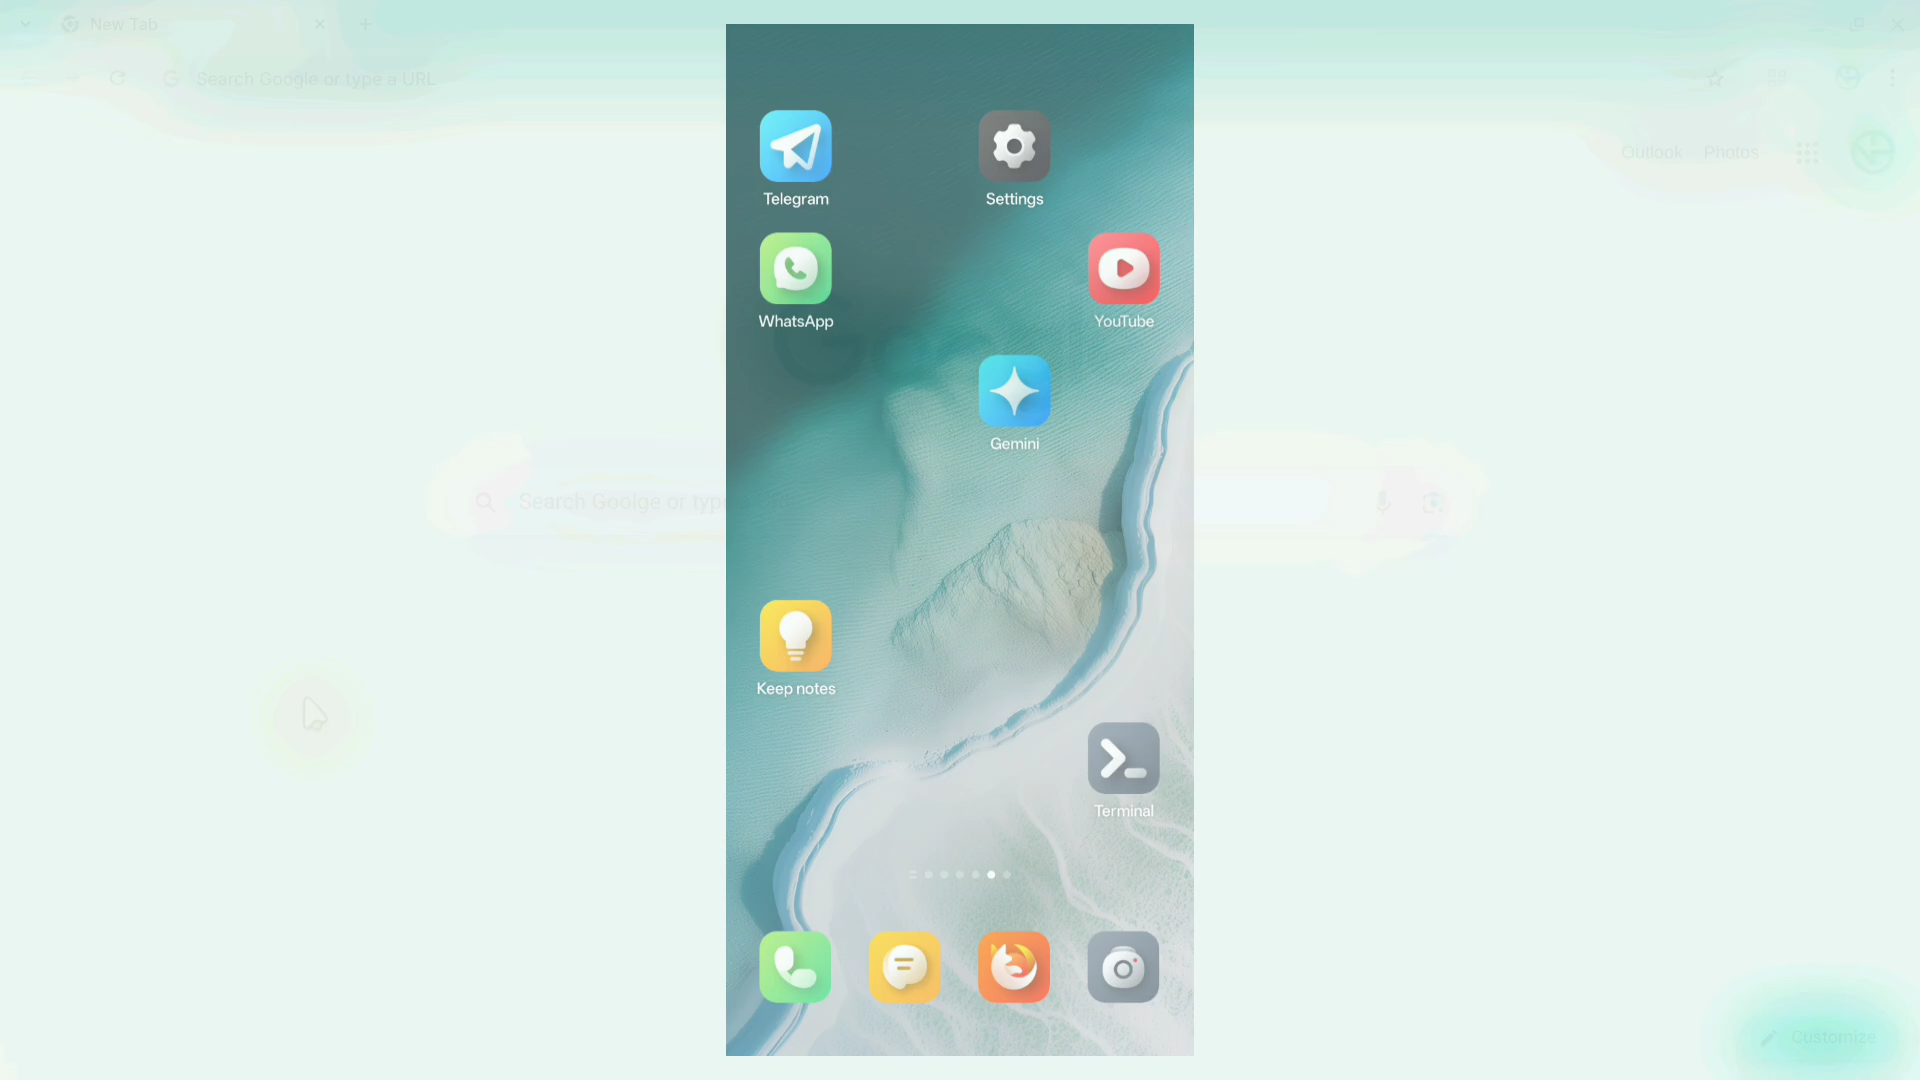 New Tab
Search Google or type a URL
Gutlook Photos
Telegram
Settings
WhatsApp
YouTube
Gemini
Search Goolge or typ
Keep notes
Terminal
Customize